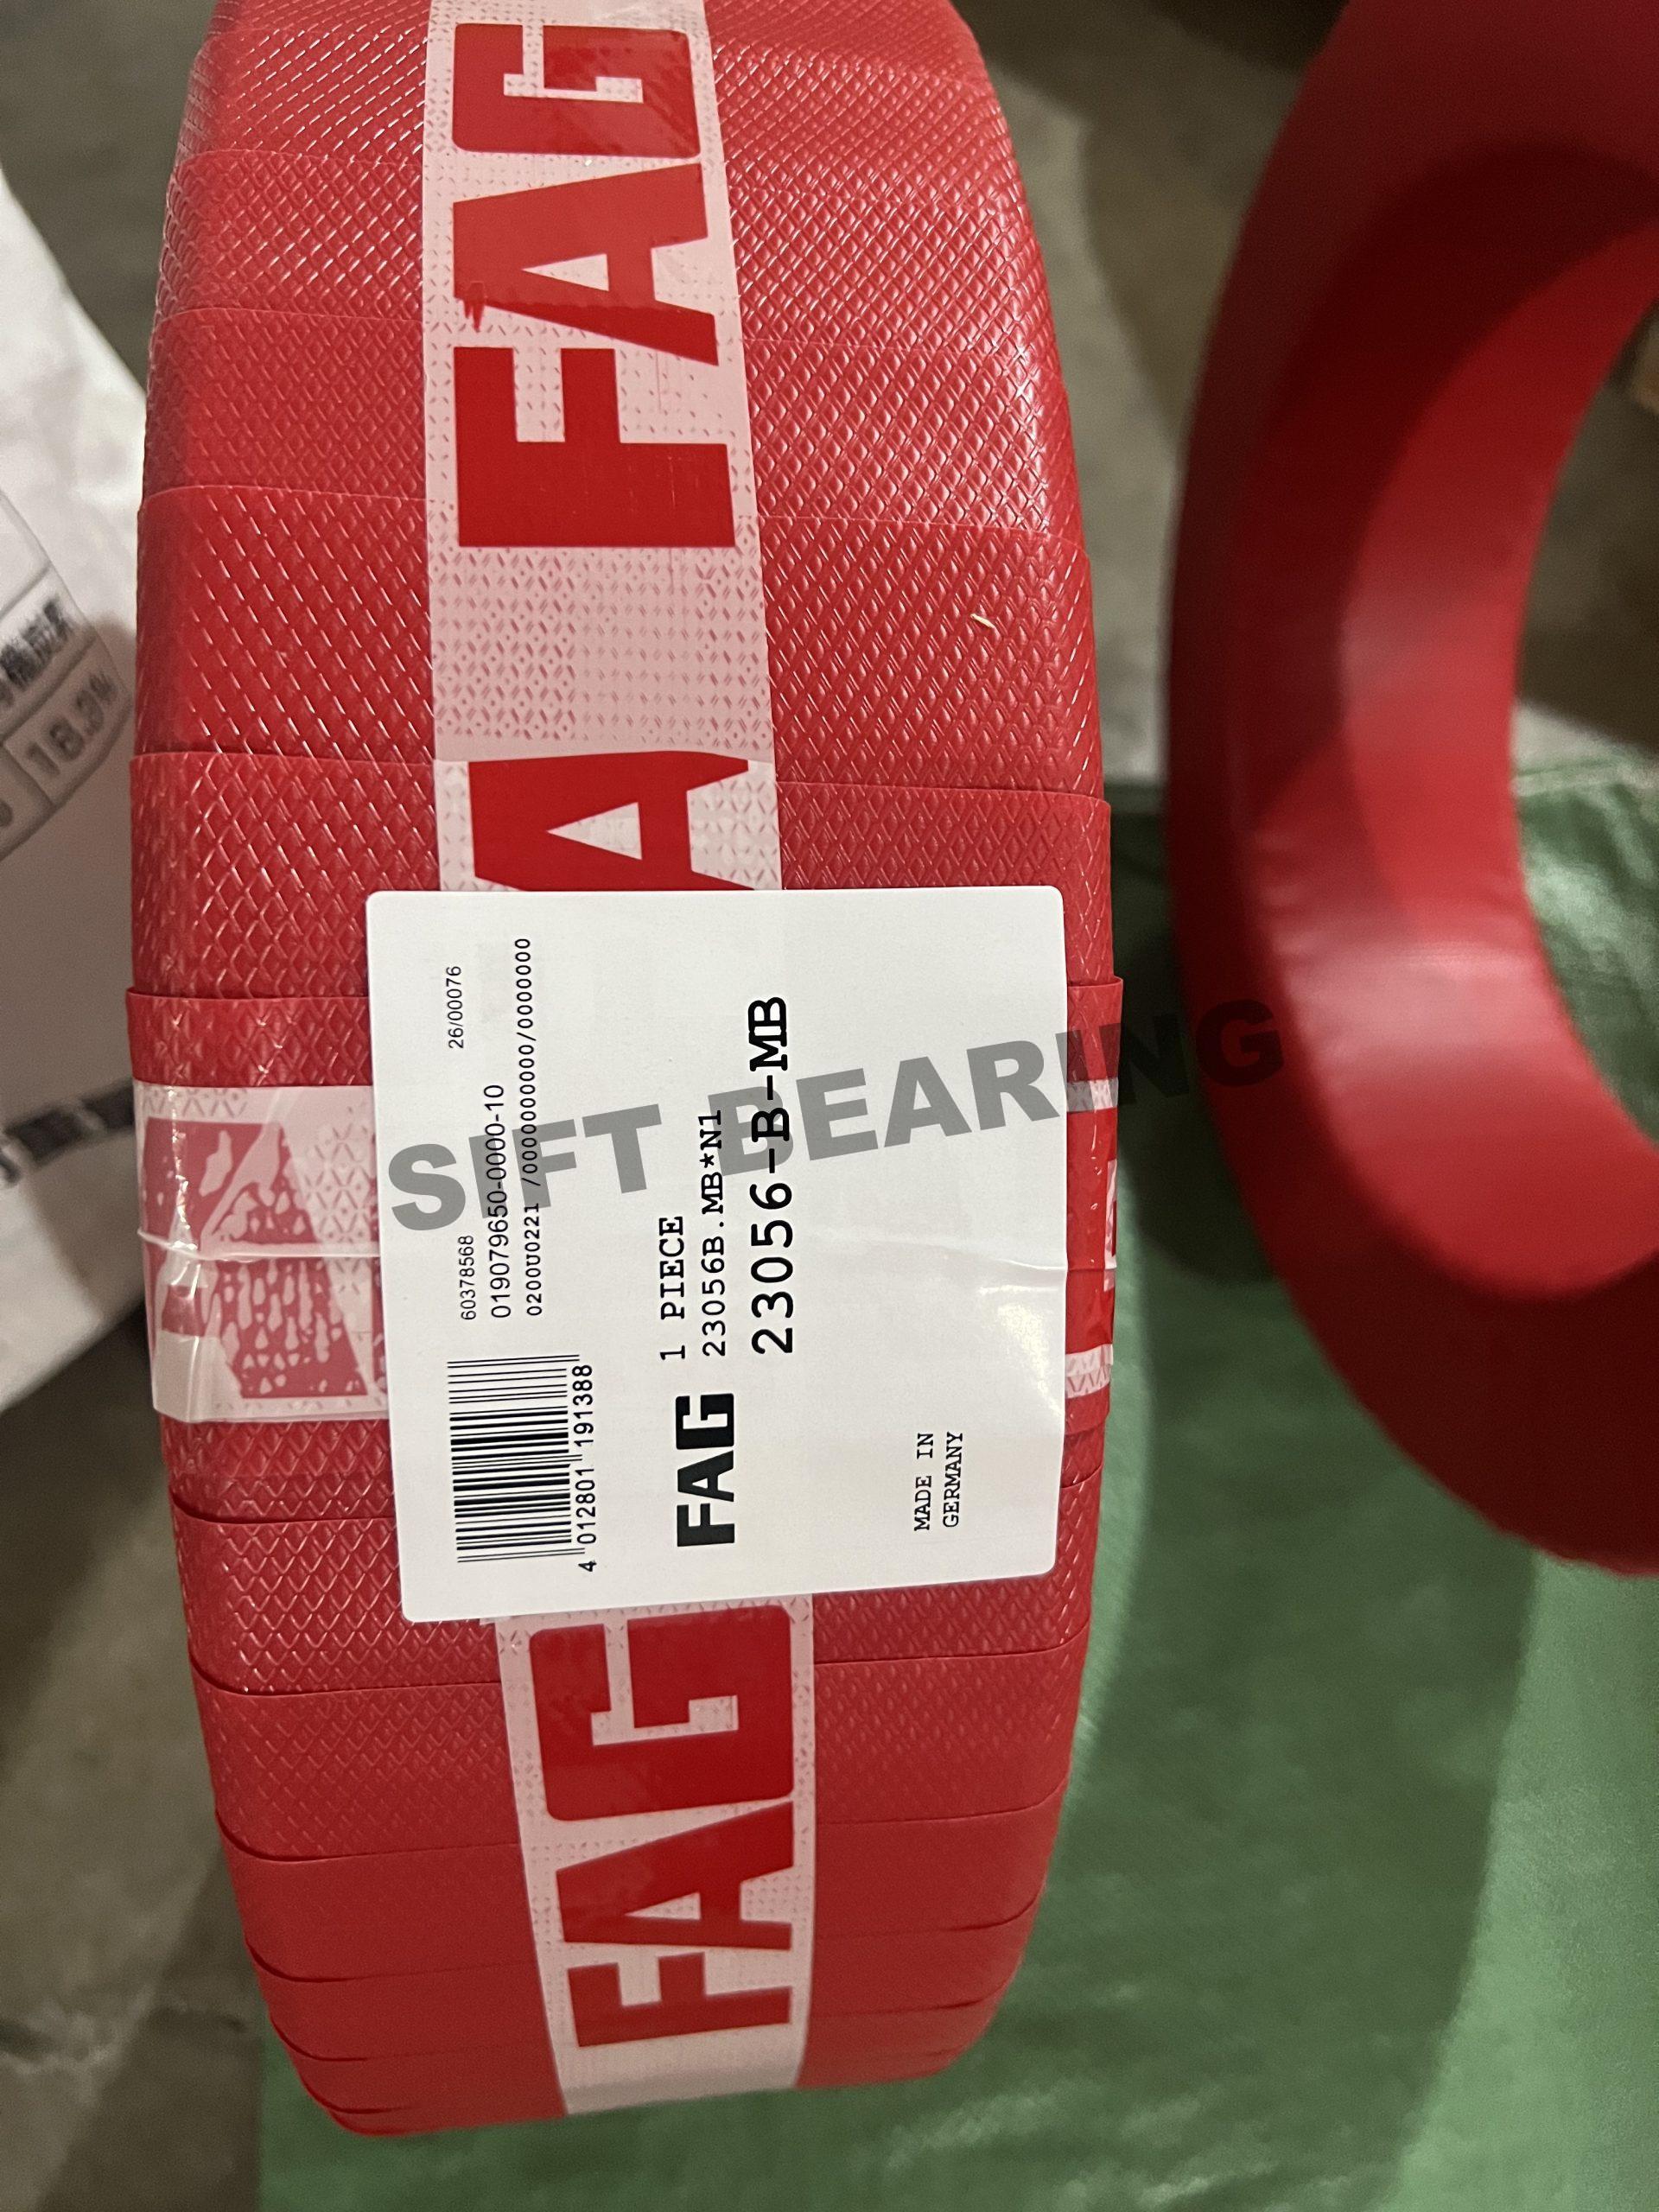 FAG
FAG
60378568 26/00076
019079650-0000-10
0200U0221 /0000000000/0000000
4 012801 191388
FAG
1 PIECE
23056B.MB*N1
23056-B-MB
MADE IN
GERMANY
SIFT BEARING
18.3%